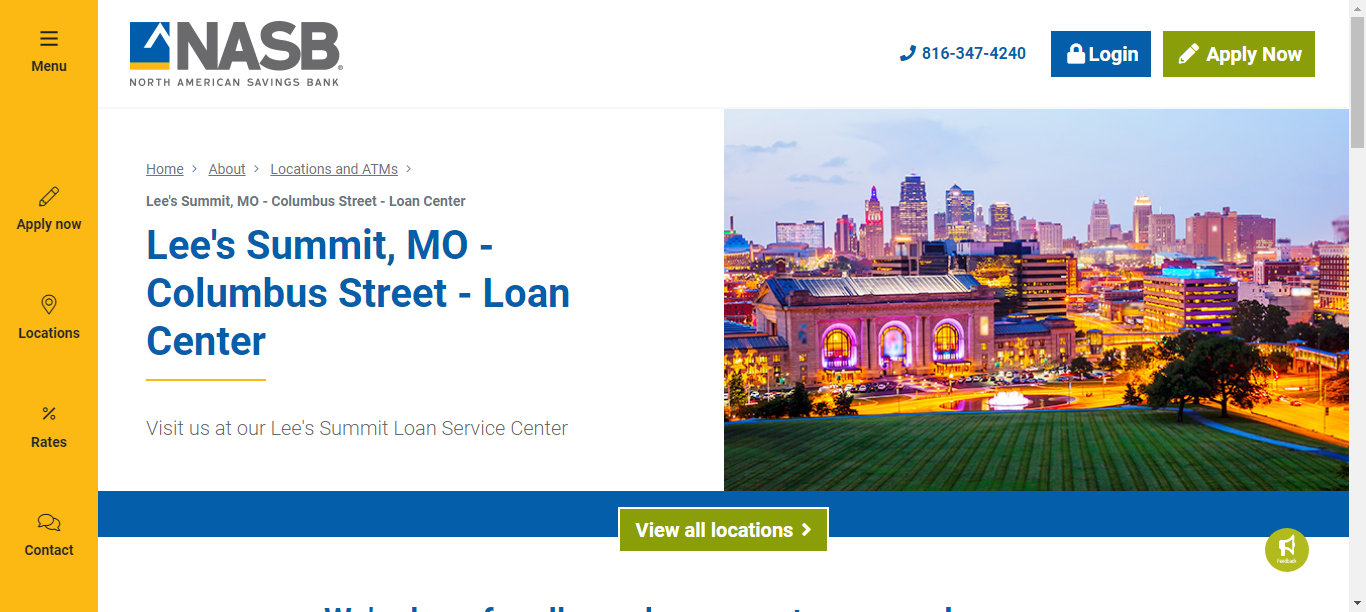 Menu
Apply now
Locations
Rates
Contact
NASB®
NORTH AMERICAN SAVINGS BANK
816-347-4240
Login
Apply Now
Home > About > Locations and ATMs >
Lee's Summit, MO - Columbus Street - Loan Center
Lee's Summit, MO -
Columbus Street - Loan
Center
Visit us at our Lee's Summit Loan Service Center
View all locations >
Feedback